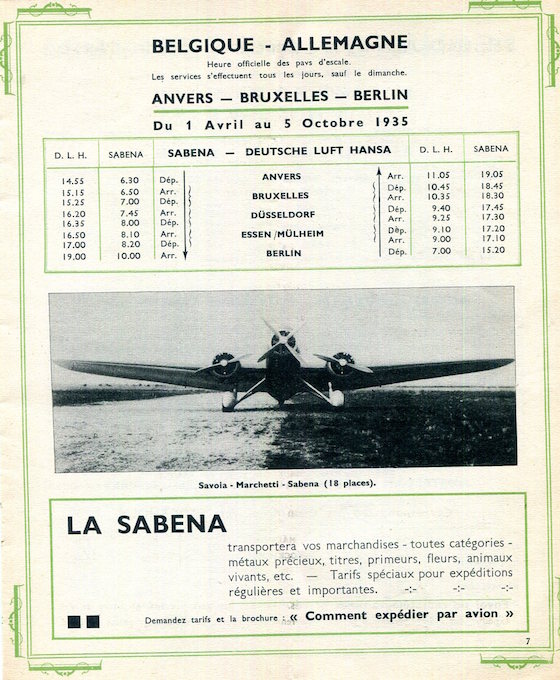 BELGIQUE - ALLEMAGNE
Heure officielle des pays d'escale.
Les services s'effectuent tous les jours, sauf le dimanche.
ANVERS — BRUXELLES — BERLIN
Du 1 Avril au 5 Octobre 1935
D. L. H. SABENA SABENA — DEUTSCHE LUFT HANSA D. L. H. SABENA
14.55 6.30 Dép. ANVERS Arr. 11.05 19.05
15.15 6.50 Arr. BRUXELLES Dép. 10.45 18.45
15.25 7.00 Dép. Arr. 10.35 18.30
16.20 7.45 Arr. DÜSSELDORF Dép. 9.40 17.45
16.35 8.00 Dép. Arr. 9.25 17.30
16.50 8.10 Arr. ESSEN/MÜLHEIM Dép. 9.10 17.20
17.00 8.20 Dép. Arr. 9.00 17.10
19.00 10.00 Arr. BERLIN Dép. 7.00 15.20
Savoia - Marchetti - Sabena (18 places).
LA SABENA
transportera vos marchandises - toutes catégories -
métaux précieux, titres, primeurs, fleurs, animaux
vivants, etc. — Tarifs spéciaux pour expéditions
régulières et importantes. -:- -:- -:-
Demandez tarifs et la brochure : « Comment expédier par avion »
7